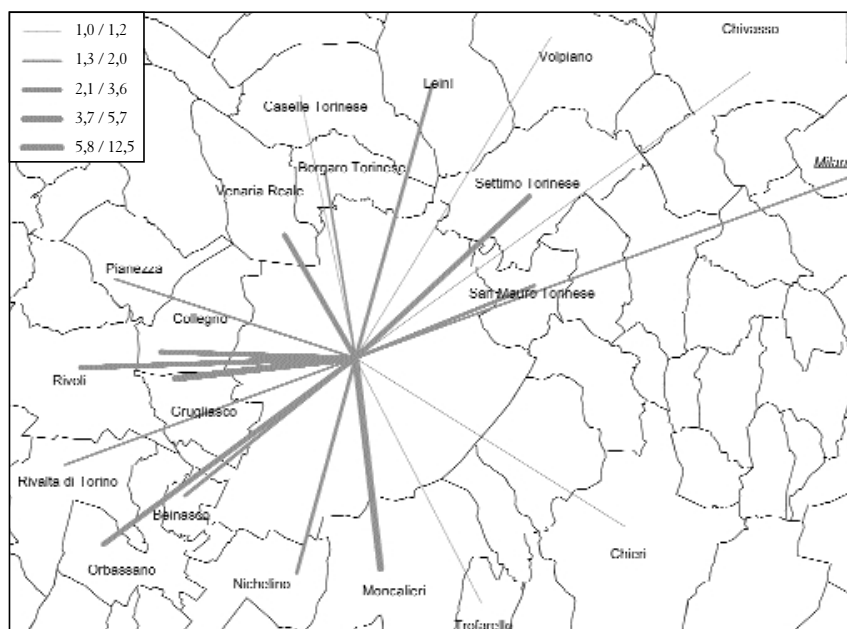 1,0 / 1,2
1,3 / 2,0
2,1 / 3,6
3,7 / 5,7
5,8 / 12,5
Chivasso
Volpiano
Leinì
Caselle Torinese
Milano
Borgaro Torinese
Settimo Torinese
Venaria Reale
Pianezza
San Mauro Torinese
Collegno
Rivoli
Grugliasco
Rivalta di Torino
Beinasco
Chieri
Orbassano
Nichelino
Moncalieri
Trofarello